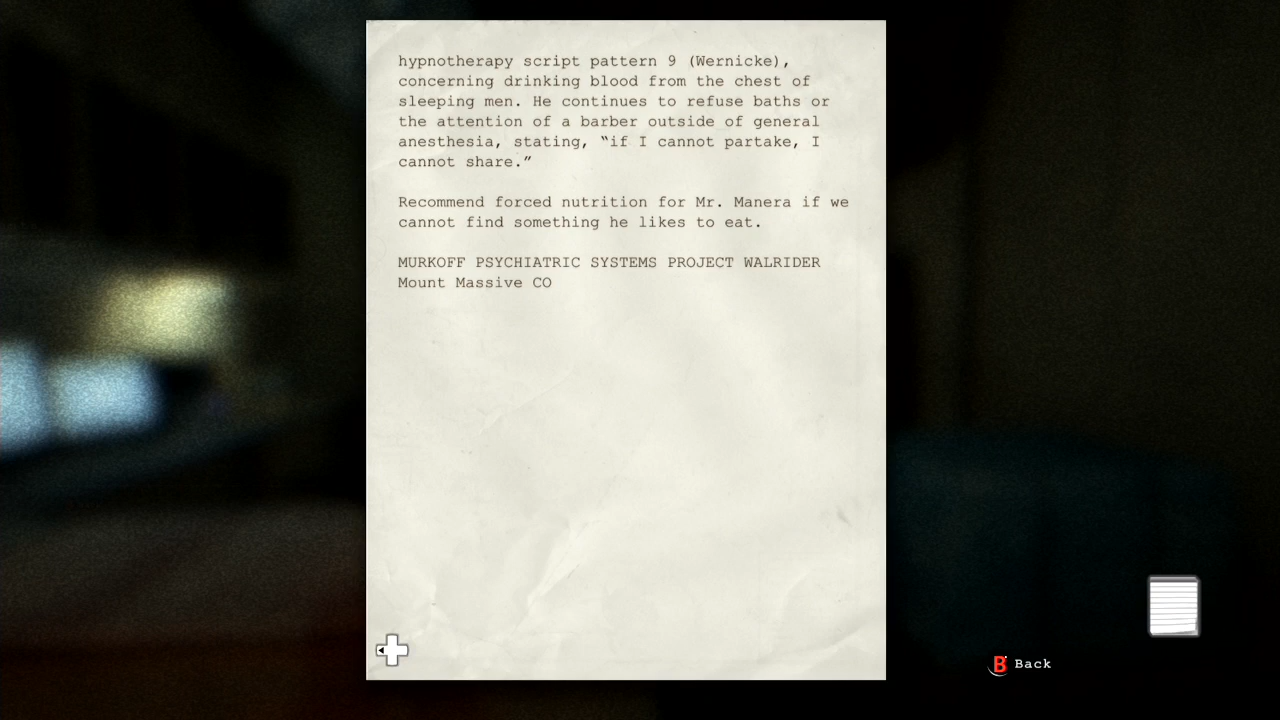 hypnotherapy script pattern 9 (Wernicke),
concerning drinking blood from the chest of
sleeping men. He continues to refuse baths or
the attention of a barber outside of general
anesthesia, stating, “if I cannot partake, I
cannot share.”
Recommend forced nutrition for Mr. Manera if we
cannot find something he likes to eat.
MURKOFF PSYCHIATRIC SYSTEMS PROJECT WALRIDER
Mount Massive CO
B Back